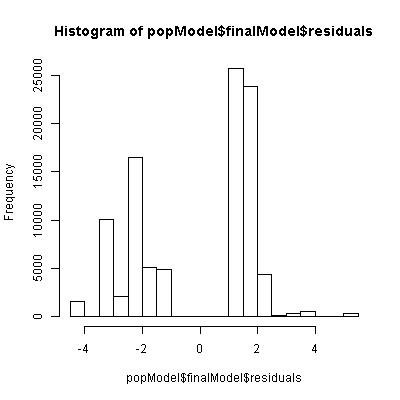 Histogram of popModel$finalModel$residuals
Frequency
25000
20000
15000
10000
5000
0
-4 -2 0 2 4
popModel$finalModel$residuals